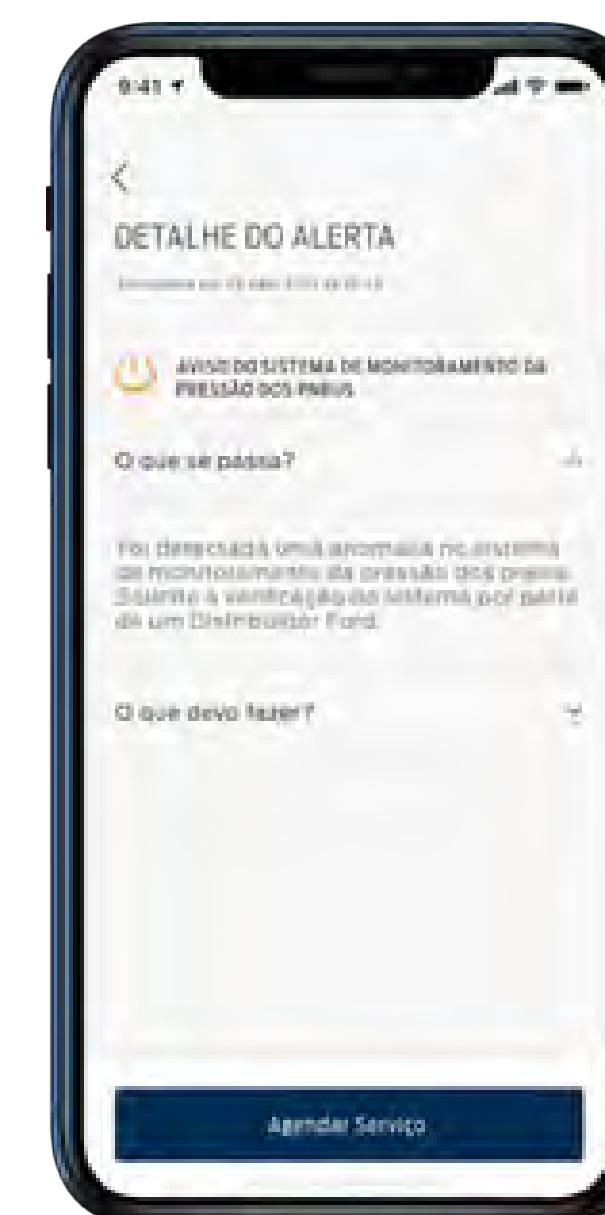 9:41
DETALHE DO ALERTA
AVISO DO SISTEMA DE MONITORAMENTO DA
PRESSÃO DOS PNEUS
O que se passa?
Foi detectada uma anomalia no sistema
de monitoramento da pressão dos pneus.
Solicite a verificação do sistema por parte
de um Distribuidor Ford.
O que devo fazer?
Agendar Serviço